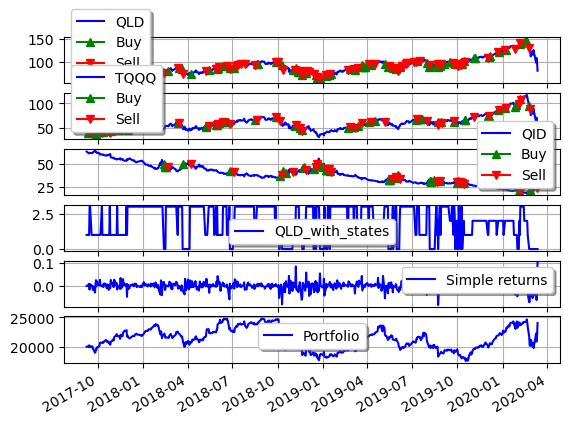 QLD
Buy
Sell
150
100
TQQQ
Buy
Sell
100
50
QID
Buy
Sell
50
25
QLD_with_states
2.5
0.0
Simple returns
0.1
0.0
Portfolio
25000
20000
2017-10 2018-01 2018-04 2018-07 2018-10 2019-01 2019-04 2019-07 2019-10 2020-01 2020-04